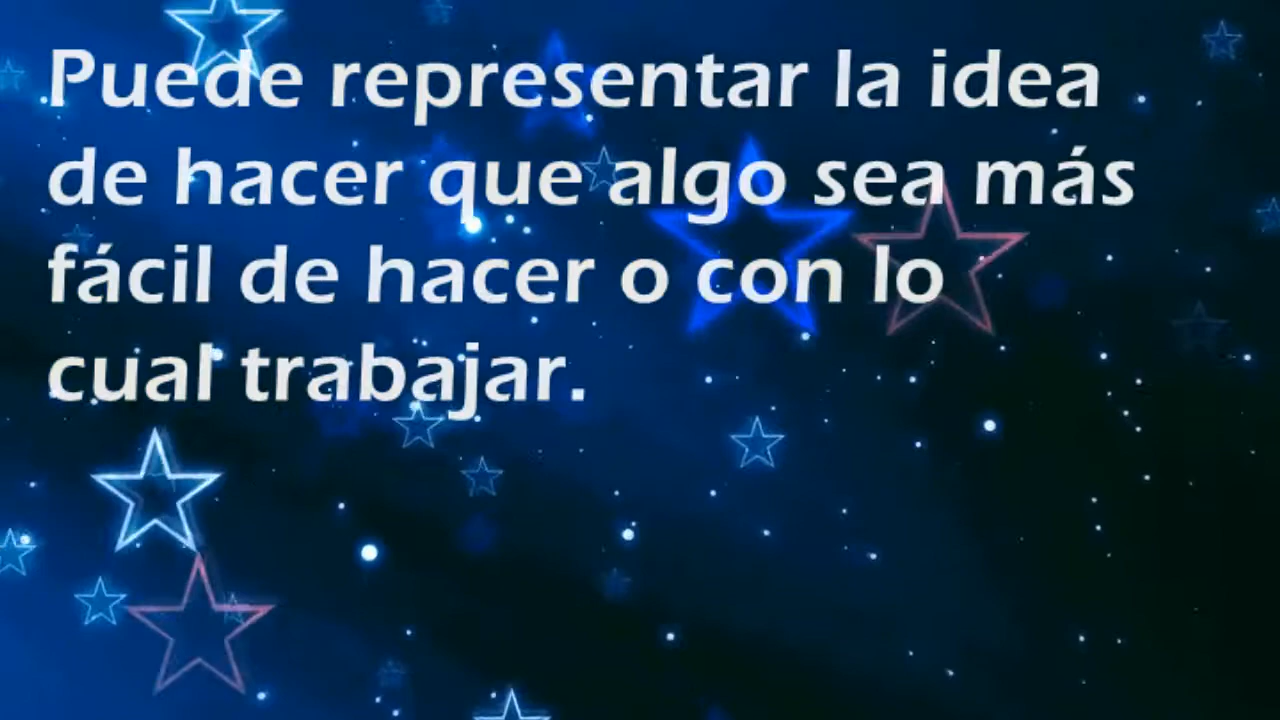 Puede representar la idea
de hacer que algo sea más
fácil de hacer o con lo
cual trabajar.